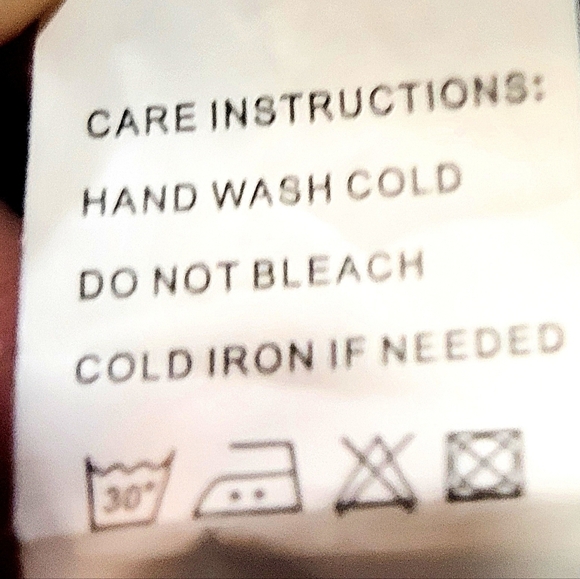 CARE INSTRUCTIONS:
HAND WASH COLD
DO NOT BLEACH
COLD IRON IF NEEDED
30°